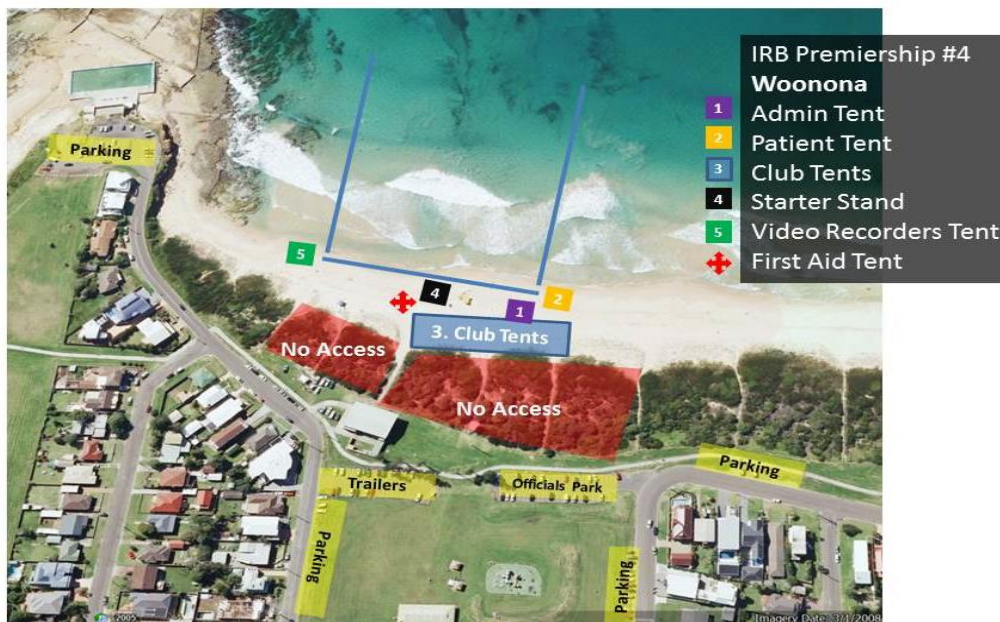 IRB Premiership #4
Woonona
1 Admin Tent
2 Patient Tent
3 Club Tents
4 Starter Stand
5 Video Recorders Tent
First Aid Tent
Parking
5
4
2
1
3. Club Tents
No Access
No Access
Parking
Trailers
Officials Park
Parking
Parking
2005
Imagery Date: 3/1/2008